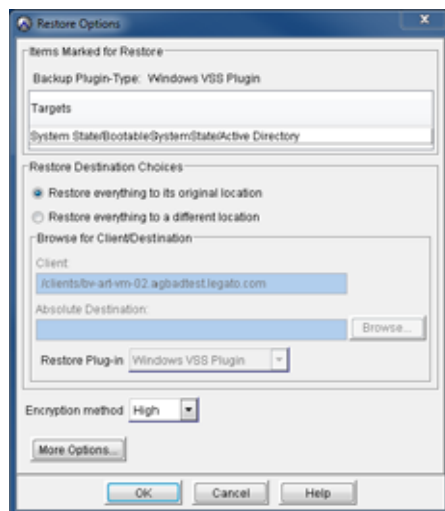 Restore Options
Items Marked for Restore
Backup Plugin-Type: Windows VSS Plugin
Targets
System State/BootableSystemState/Active Directory
Restore Destination Choices
Restore everything to its original location
Restore everything to a different location
Browse for Client/Destination
Client:
/clients/bv-art-vm-02.agbadtest.legato.com
Absolute Destination:
Browse...
Restore Plug-in Windows VSS Plugin
Encryption method High
More Options...
OK Cancel Help